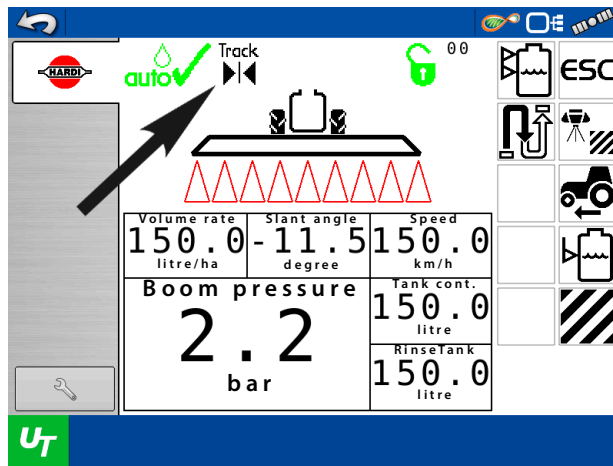 Track
00
auto
HARDI
ESC
Volume rate
150.0
litre/ha
Slant angle
-11.5
degree
Speed
150.0
km/h
Boom pressure
2.2
bar
Tank cont.
150.0
litre
RinseTank
150.0
litre
UT